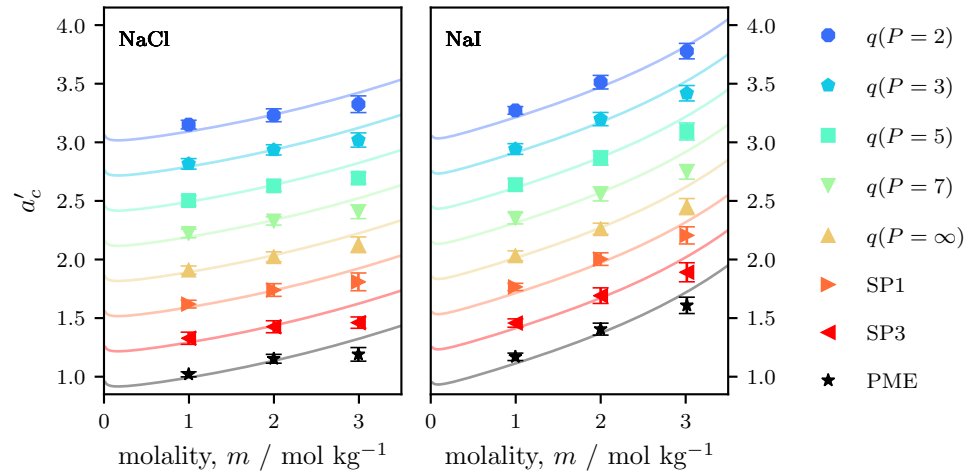 NaCl
NaI
4.0
3.5
3.0
2.5
2.0
1.5
1.0
a′c
4.0
3.5
3.0
2.5
2.0
1.5
1.0
0 1 2 3
0 1 2 3
molality, m / mol kg⁻¹
molality, m / mol kg⁻¹
q(P = 2)
q(P = 3)
q(P = 5)
q(P = 7)
q(P = ∞)
SP1
SP3
PME